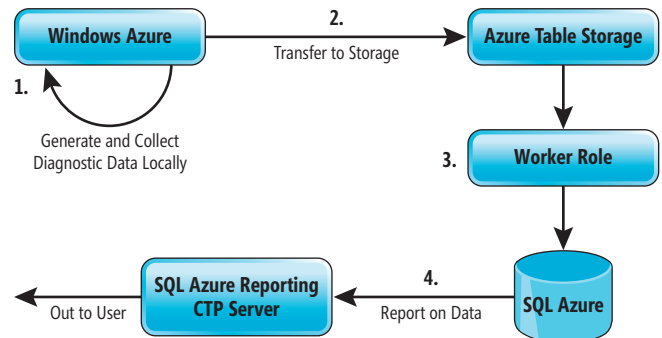 Windows Azure
2.
Transfer to Storage
Azure Table Storage
1.
Generate and Collect
Diagnostic Data Locally
3.
Worker Role
SQL Azure
4.
Report on Data
SQL Azure Reporting
CTP Server
Out to User